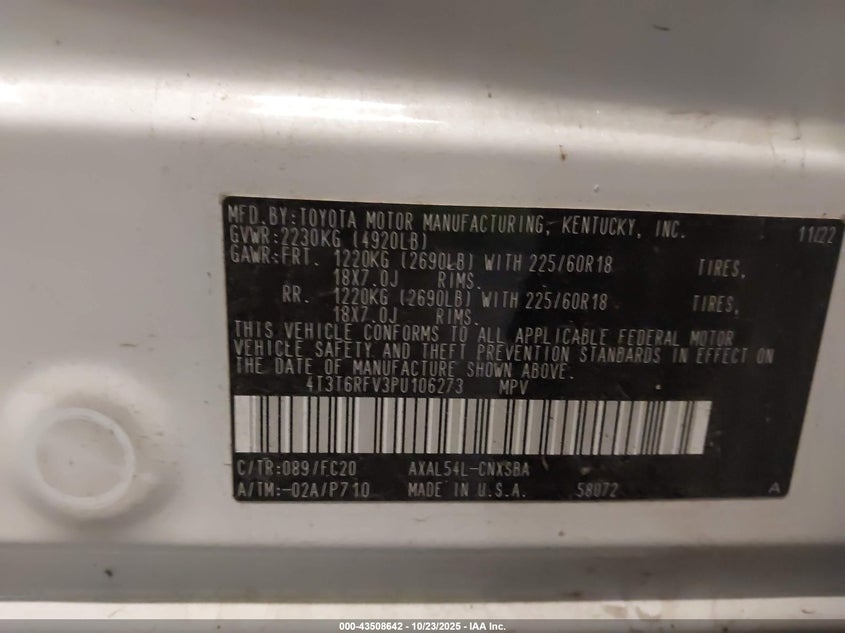 MFD.BY:TOYOTA MOTOR MANUFACTURING, KENTUCKY, INC. 11/22
GVWR:2230KG (4920LB)
GAWR:FRT. 1220KG (2690LB) WITH 225/60R18 TIRES,
18X7.0J RIMS.
RR. 1220KG (2690LB) WITH 225/60R18 TIRES,
18X7.0J RIMS.
THIS VEHICLE CONFORMS TO ALL APPLICABLE FEDERAL MOTOR
VEHICLE SAFETY AND THEFT PREVENTION STANDARDS IN EFFECT ON
THE DATE OF MANUFACTURE SHOWN ABOVE.
4T3T6RFV3PU106273 MPV
C/TR:089/FC20 AXAL54L-CNXSBA
A/TM:-02A/P710 MADE IN U.S.A. 58072 A
000-43508642 - 10/23/2025 - IAA Inc.